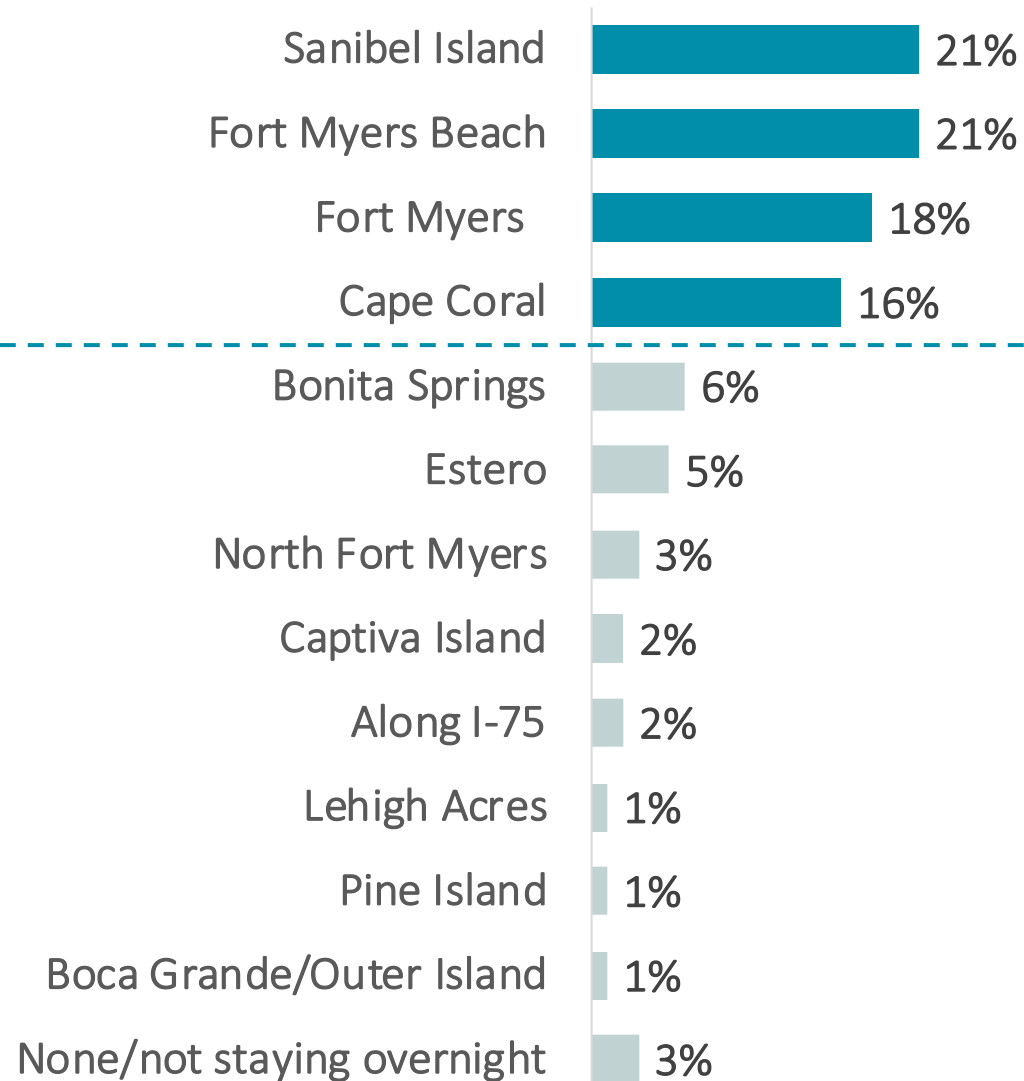 Sanibel Island 21%
Fort Myers Beach 21%
Fort Myers 18%
Cape Coral 16%
Bonita Springs 6%
Estero 5%
North Fort Myers 3%
Captiva Island 2%
Along I-75 2%
Lehigh Acres 1%
Pine Island 1%
Boca Grande/Outer Island 1%
None/not staying overnight 3%